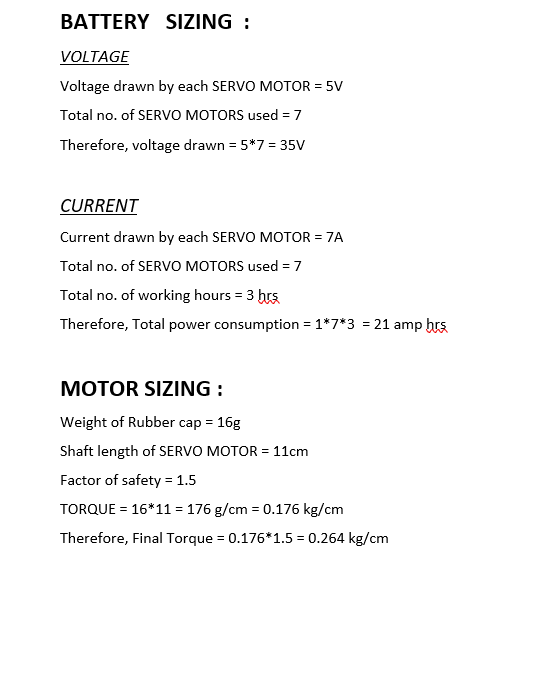 BATTERY SIZING :
VOLTAGE
Voltage drawn by each SERVO MOTOR = 5V
Total no. of SERVO MOTORS used = 7
Therefore, voltage drawn = 5*7 = 35V
CURRENT
Current drawn by each SERVO MOTOR = 7A
Total no. of SERVO MOTORS used = 7
Total no. of working hours = 3 hrs
Therefore, Total power consumption = 1*7*3 = 21 amp hrs
MOTOR SIZING :
Weight of Rubber cap = 16g
Shaft length of SERVO MOTOR = 11cm
Factor of safety = 1.5
TORQUE = 16*11 = 176 g/cm = 0.176 kg/cm
Therefore, Final Torque = 0.176*1.5 = 0.264 kg/cm